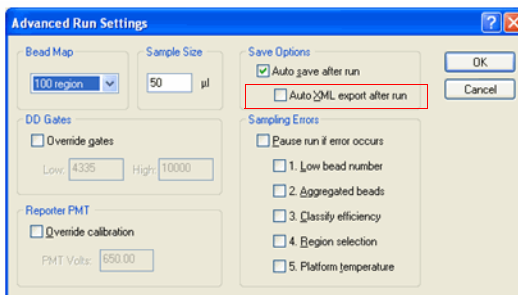 Advanced Run Settings
Bead Map
100 region
Sample Size
50 µl
Save Options
Auto save after run
Auto XML export after run
OK
Cancel
DD Gates
Override gates
Low: 4335 High: 10000
Sampling Errors
Pause run if error occurs
1. Low bead number
2. Aggregated beads
3. Classify efficiency
4. Region selection
5. Platform temperature
Reporter PMT
Override calibration
PMT Volts: 650.00